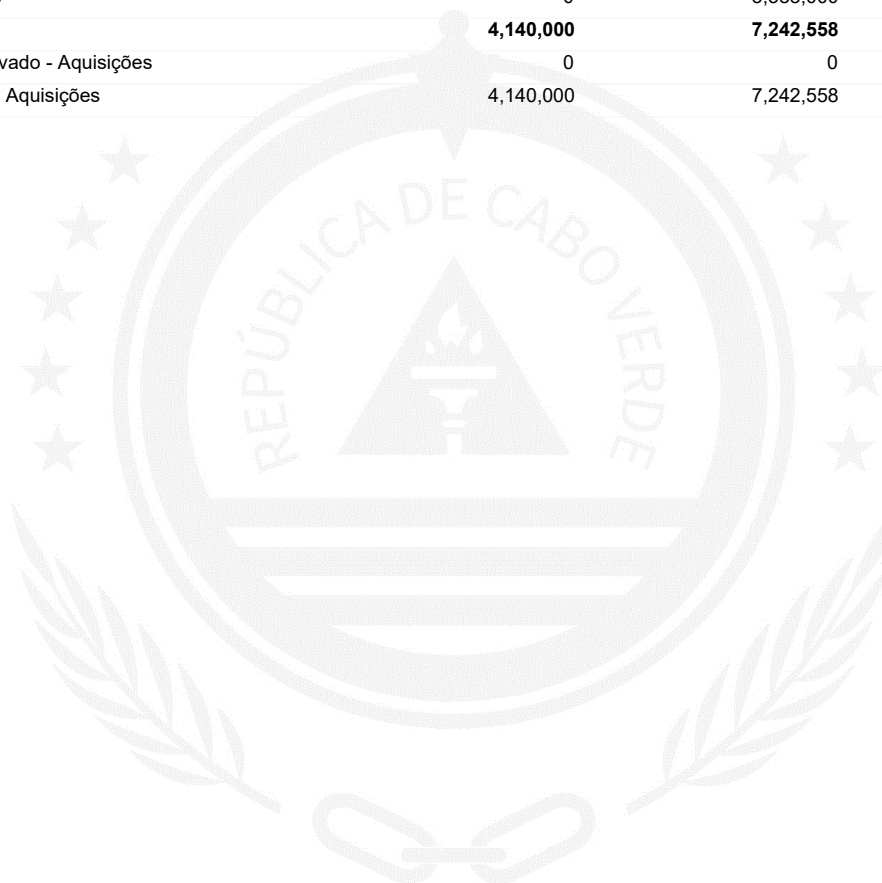 4,140,000 7,242,558
vado - Aquisições 0 0
Aquisições 4,140,000 7,242,558
REPÚBLICA DE CABO VERDE